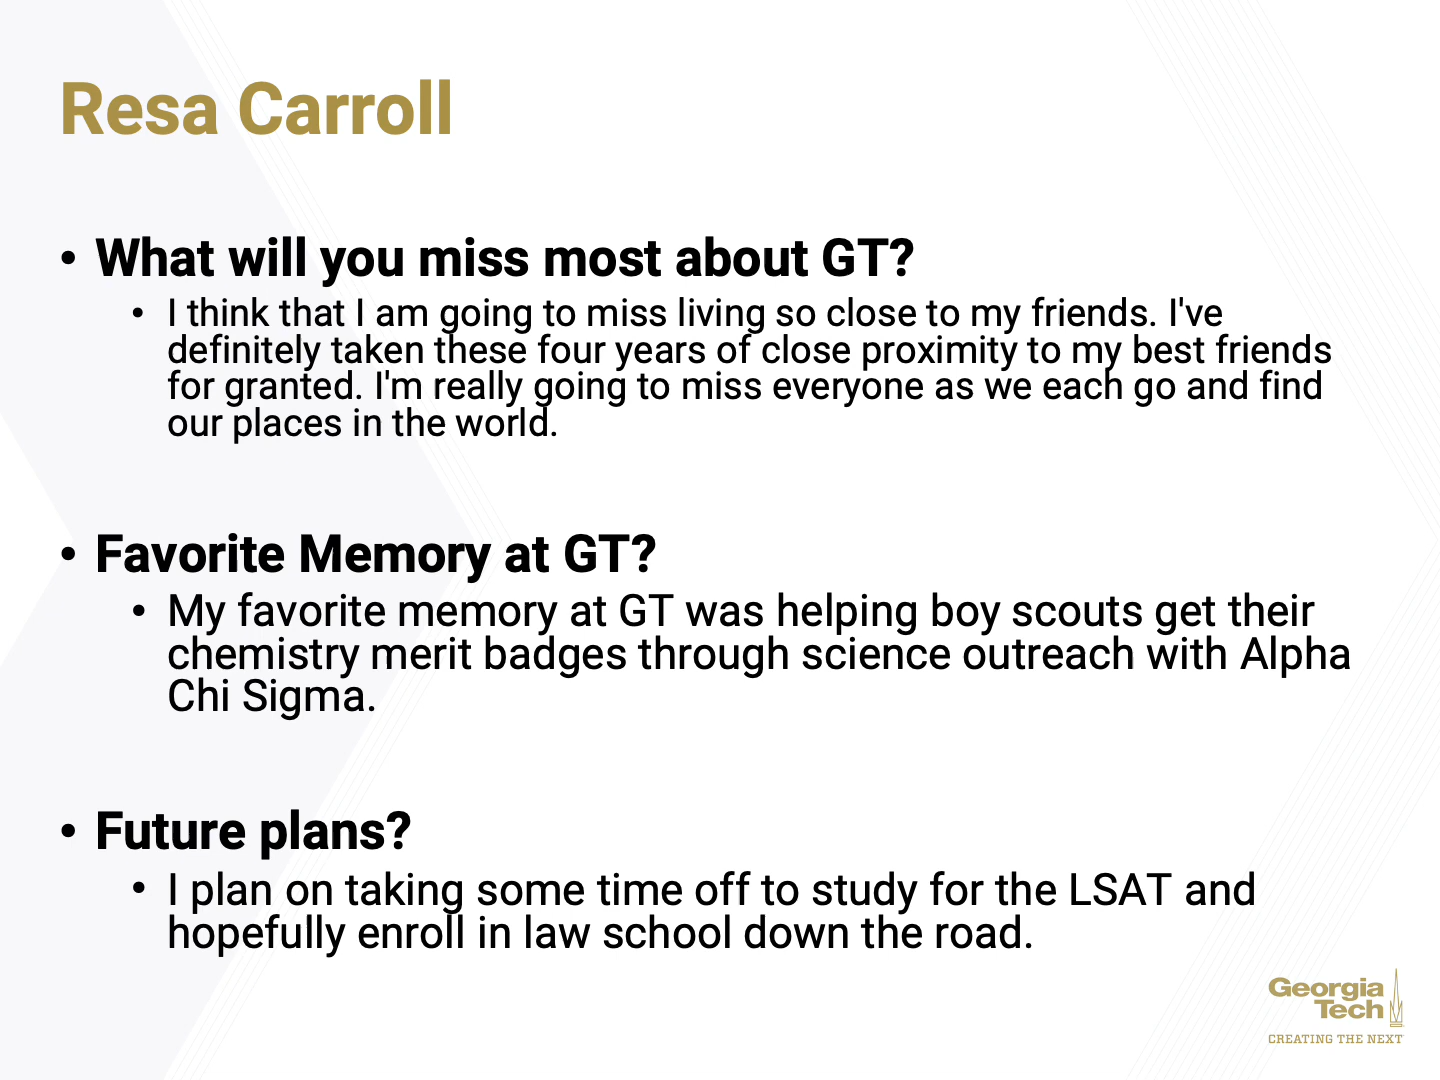 Resa Carroll
• What will you miss most about GT?
• I think that I am going to miss living so close to my friends. I've
definitely taken these four years of close proximity to my best friends
for granted. I'm really going to miss everyone as we each go and find
our places in the world.
• Favorite Memory at GT?
• My favorite memory at GT was helping boy scouts get their
chemistry merit badges through science outreach with Alpha
Chi Sigma.
• Future plans?
• I plan on taking some time off to study for the LSAT and
hopefully enroll in law school down the road.
Georgia
Tech
CREATING THE NEXT